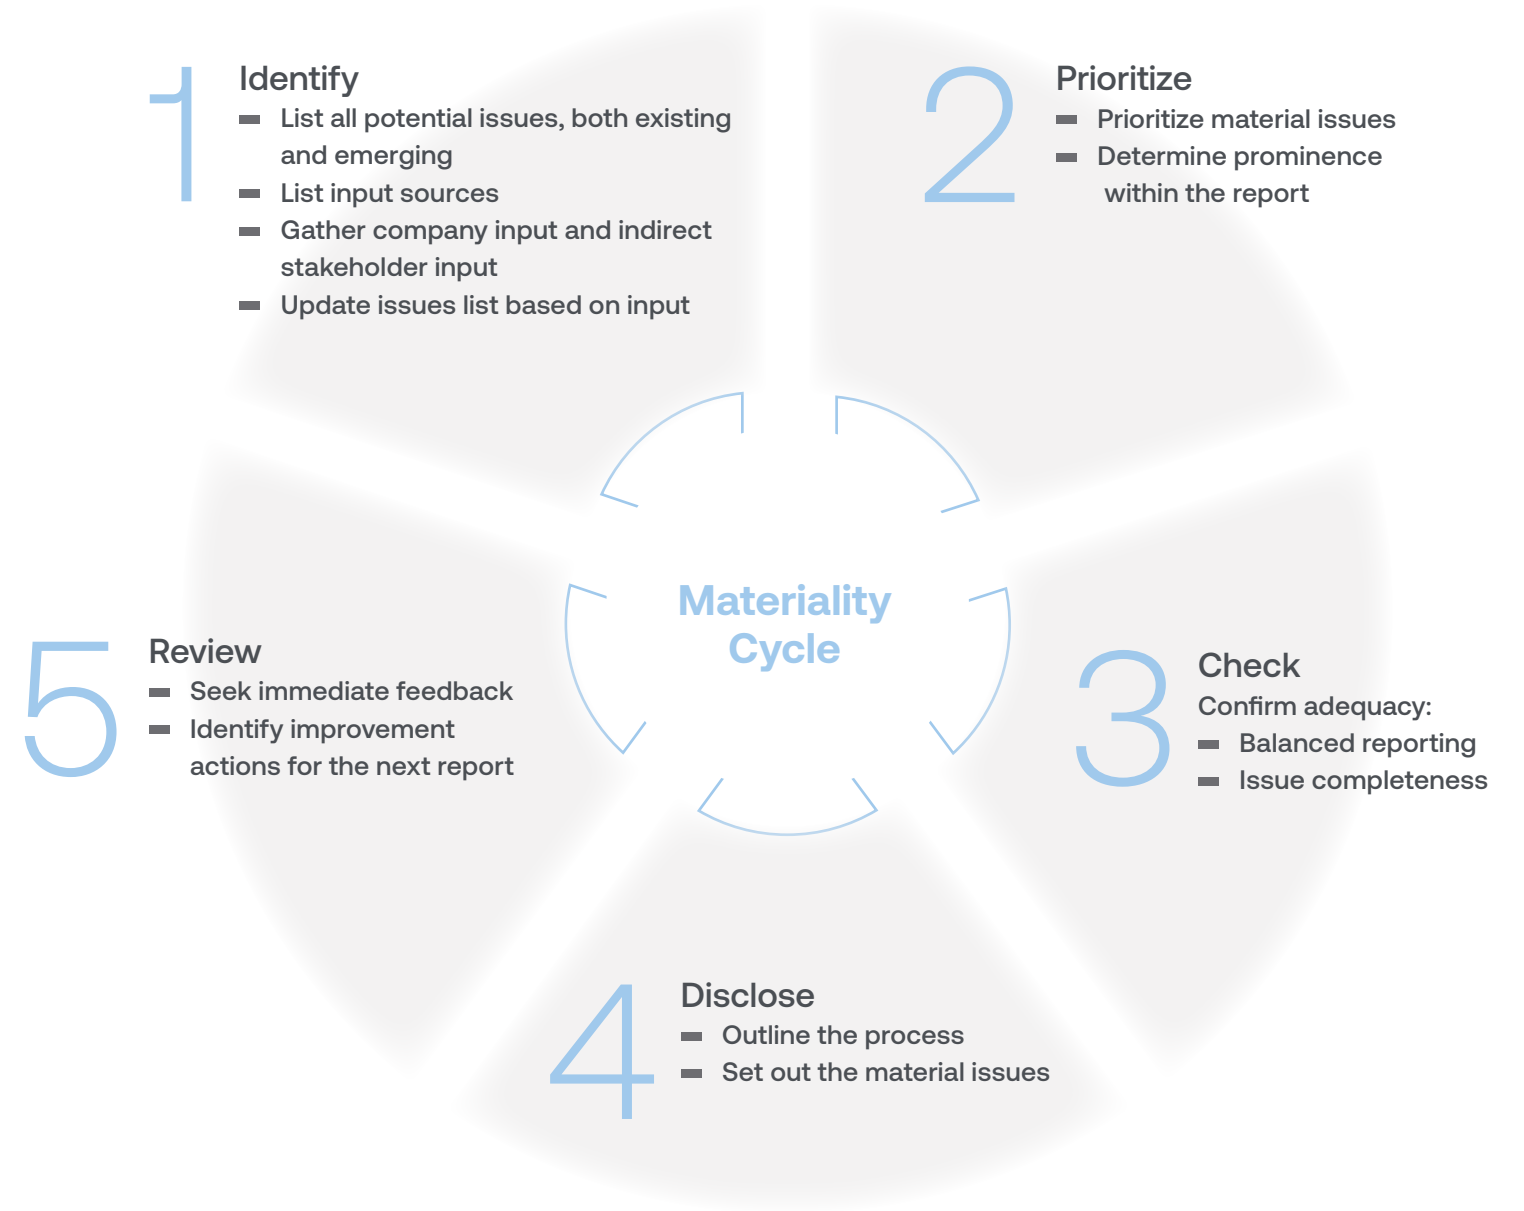 1
Identify
List all potential issues, both existing
and emerging
List input sources
Gather company input and indirect
stakeholder input
Update issues list based on input
2
Prioritize
Prioritize material issues
Determine prominence
within the report
Materiality
Cycle
3
Check
Confirm adequacy:
Balanced reporting
Issue completeness
4
Disclose
Outline the process
Set out the material issues
5
Review
Seek immediate feedback
Identify improvement
actions for the next report